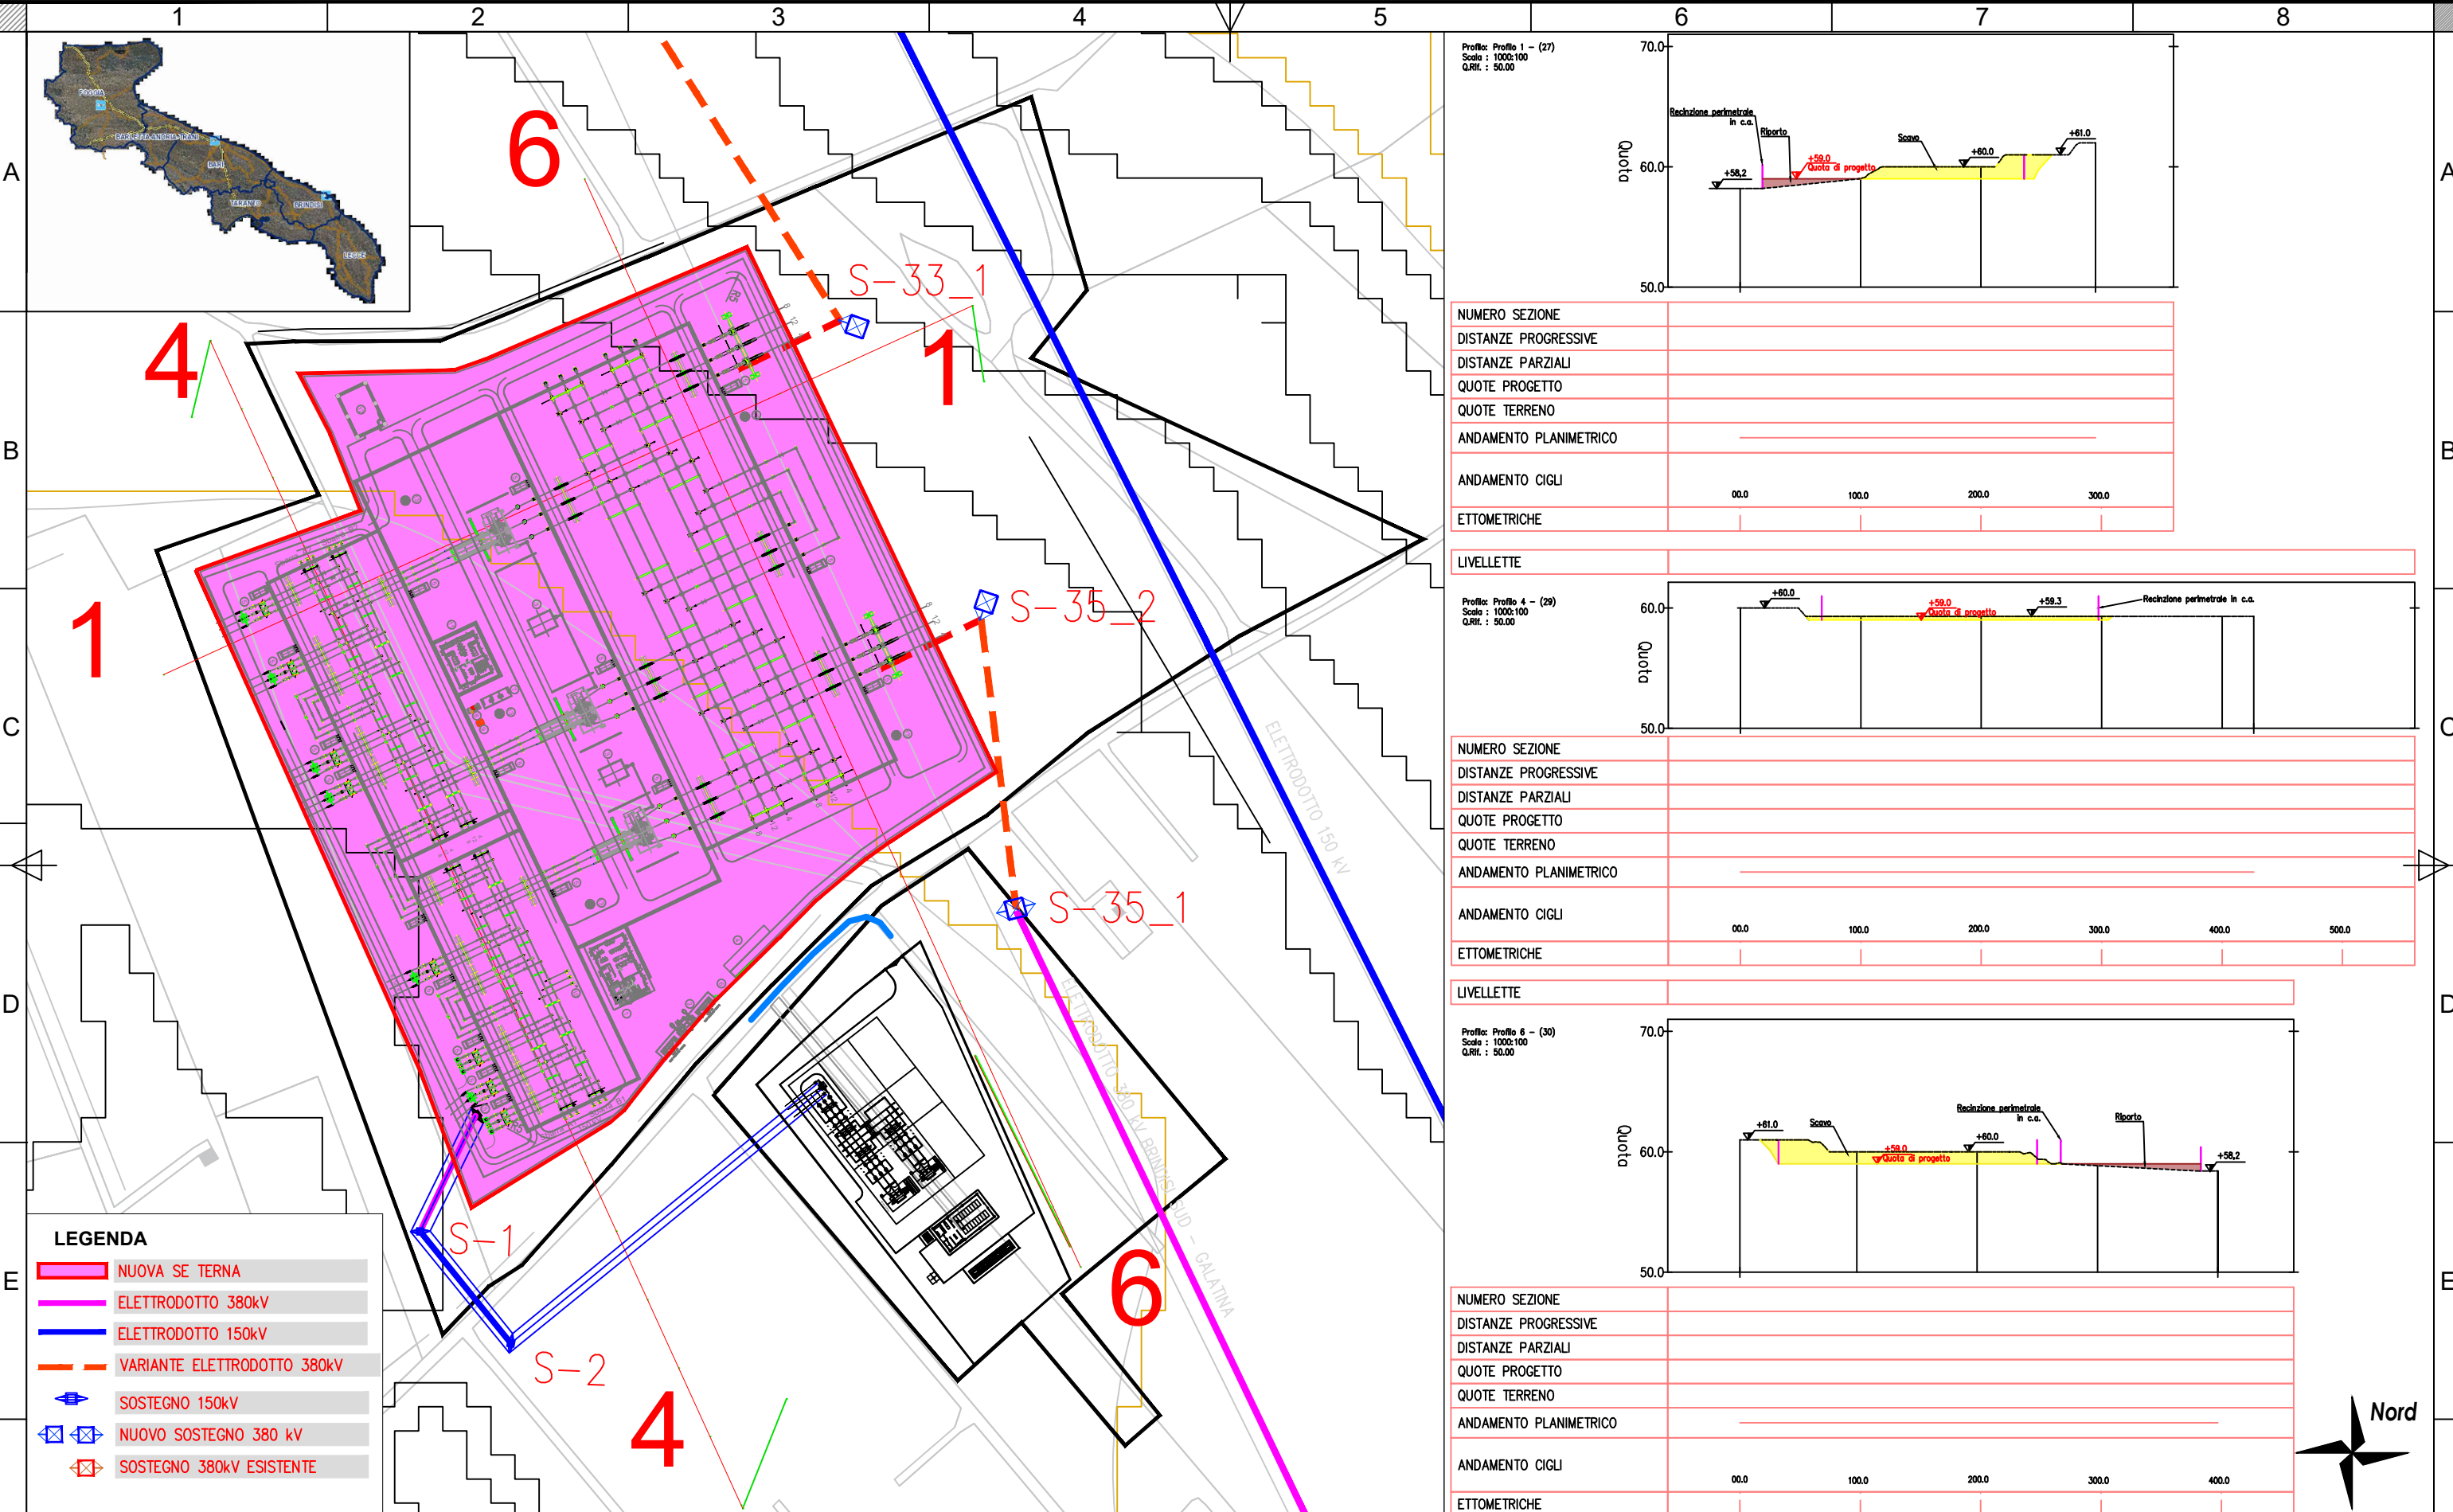 1 2 3 4 5 6 7 8
A
B
C
D
E
A
B
C
D
E
FOGGIA
BARLETTA-ANDRIA-TRANI
BARI
TARANTO
BRINDISI
LECCE
6
4
1
1
6
4
S-33_1
S-35_2
S-35_1
S-1
S-2
ELETTRODOTTO 150 kV
ELETTRODOTTO 380 kV BRINDISI SUD - GALATINA
LEGENDA
NUOVA SE TERNA
ELETTRODOTTO 380kV
ELETTRODOTTO 150kV
VARIANTE ELETTRODOTTO 380kV
SOSTEGNO 150kV
NUOVO SOSTEGNO 380 kV
SOSTEGNO 380kV ESISTENTE
Profilo: Profilo 1 - (27)
Scala : 1000:100
Q.Rif. : 50.00
70.0
60.0
50.0
Quota
Recinzione perimetrale
in c.a.
Riporto
Scavo
+58,2
+59.0
Quota di progetto
+60.0
+61.0
NUMERO SEZIONE
DISTANZE PROGRESSIVE
DISTANZE PARZIALI
QUOTE PROGETTO
QUOTE TERRENO
ANDAMENTO PLANIMETRICO
ANDAMENTO CIGLI
00.0 100.0 200.0 300.0
ETTOMETRICHE
LIVELLETTE
Profilo: Profilo 4 - (29)
Scala : 1000:100
Q.Rif. : 50.00
60.0
50.0
Quota
+60.0
+59.0
Quota di progetto
+59.3
Recinzione perimetrale in c.a.
NUMERO SEZIONE
DISTANZE PROGRESSIVE
DISTANZE PARZIALI
QUOTE PROGETTO
QUOTE TERRENO
ANDAMENTO PLANIMETRICO
ANDAMENTO CIGLI
00.0 100.0 200.0 300.0 400.0 500.0
ETTOMETRICHE
LIVELLETTE
Profilo: Profilo 6 - (30)
Scala : 1000:100
Q.Rif. : 50.00
70.0
60.0
50.0
Quota
+61.0
Scavo
+59.0
Quota di progetto
+60.0
Recinzione perimetrale
in c.a.
Riporto
+58,2
NUMERO SEZIONE
DISTANZE PROGRESSIVE
DISTANZE PARZIALI
QUOTE PROGETTO
QUOTE TERRENO
ANDAMENTO PLANIMETRICO
ANDAMENTO CIGLI
00.0 100.0 200.0 300.0 400.0
ETTOMETRICHE
Nord